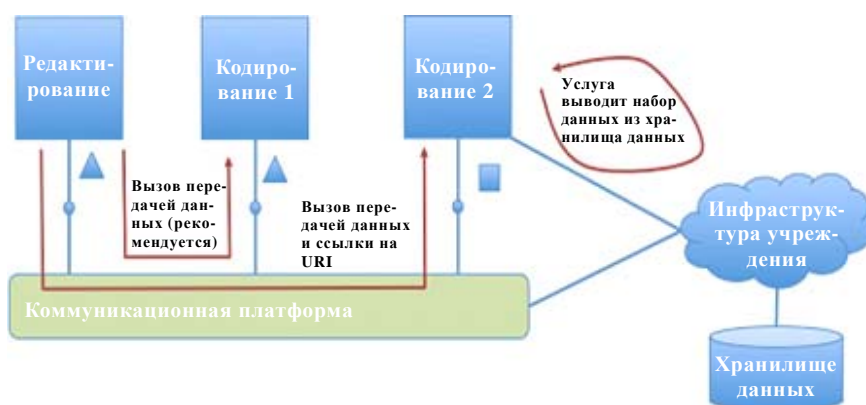 Редакти-
рование
Кодиро-
вание 1
Кодиро-
вание 2
Услуга
выводит набор
данных из хра-
нилища данных
Вызов пере-
дачей дан-
ных (реко-
мендуется)
Вызов пере-
дачей данных
и ссылки на
URI
Инфраструк-
тура учреж-
дения
Коммуникационная платформа
Хранилище
данных